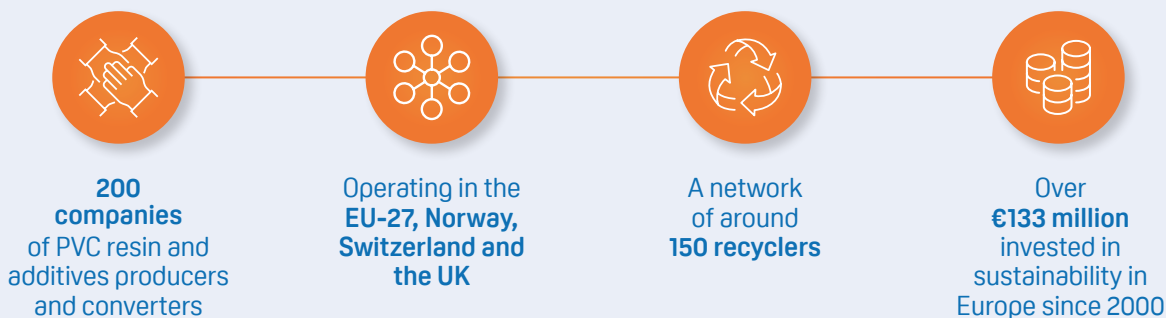 200
companies
of PVC resin and
additives producers
and converters
Operating in the
EU-27, Norway,
Switzerland and
the UK
A network
of around
150 recyclers
Over
€133 million
invested in
sustainability in
Europe since 2000